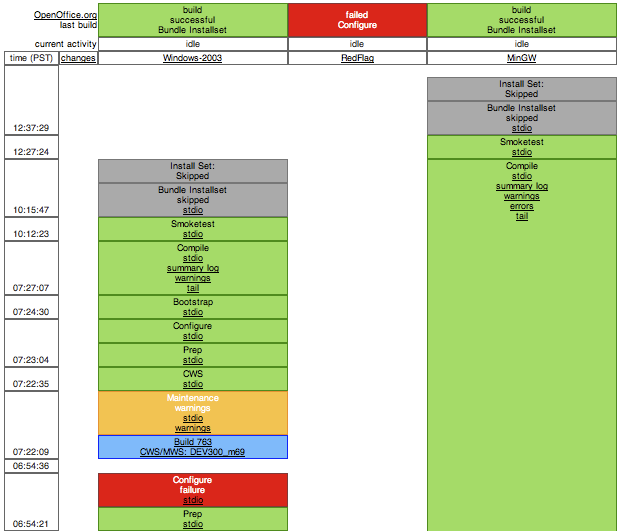 OpenOffice.org
last build
build
successful
Bundle Installset
failed
Configure
build
successful
Bundle Installset
current activity
idle
idle
idle
time (PST)
changes
Windows-2003
RedFlag
MinGW
Install Set:
Skipped
12:37:29
Bundle Installset
skipped
stdio
12:27:24
Smoketest
stdio
Compile
stdio
summary log
warnings
errors
tail
Install Set:
Skipped
10:15:47
Bundle Installset
skipped
stdio
10:12:23
Smoketest
stdio
07:27:07
Compile
stdio
summary log
warnings
tail
07:24:30
Bootstrap
stdio
Configure
stdio
07:23:04
Prep
stdio
07:22:35
CWS
stdio
Maintenance
warnings
stdio
warnings
07:22:09
Build 763
CWS/MWS: DEV300_m69
06:54:36
Configure
failure
stdio
06:54:21
Prep
stdio